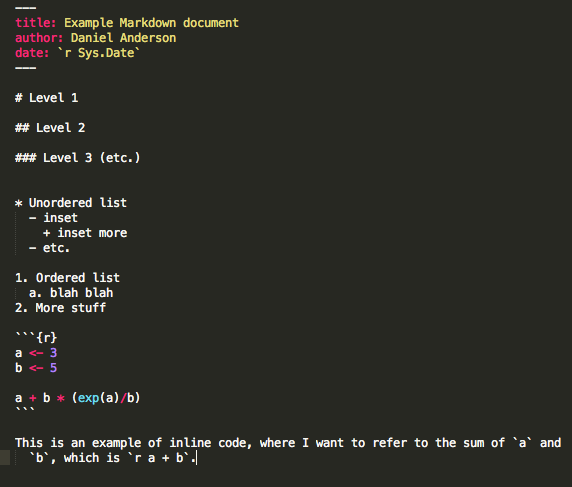 ---
title: Example Markdown document
author: Daniel Anderson
date: `r Sys.Date`
---

# Level 1

## Level 2

### Level 3 (etc.)


* Unordered list
  - inset
    + inset more
  - etc.

1. Ordered list
  a. blah blah
2. More stuff

```{r}
a <- 3
b <- 5

a + b * (exp(a)/b)
```

This is an example of inline code, where I want to refer to the sum of `a` and
  `b`, which is `r a + b`.